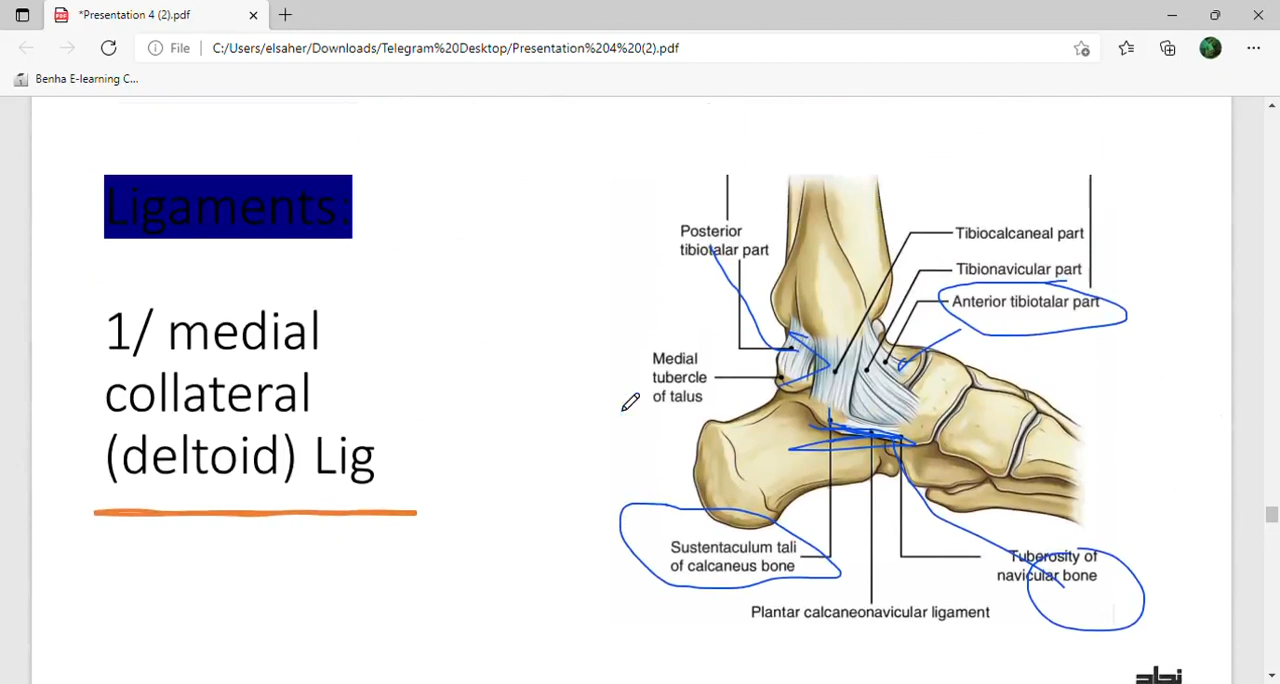 *Presentation 4 (2).pdf
File
C:/Users/elsaher/Downloads/Telegram%20Desktop/Presentation%204%20(2).pdf
Benha E-learning C...
Ligaments:
1/ medial
collateral
(deltoid) Lig
Posterior
tibiotalar part
Medial
tubercle
of talus
Tibiocalcaneal part
Tibionavicular part
Anterior tibiotalar part
Sustentaculum tali
of calcaneus bone
Tuberosity of
navicular bone
Plantar calcaneonavicular ligament